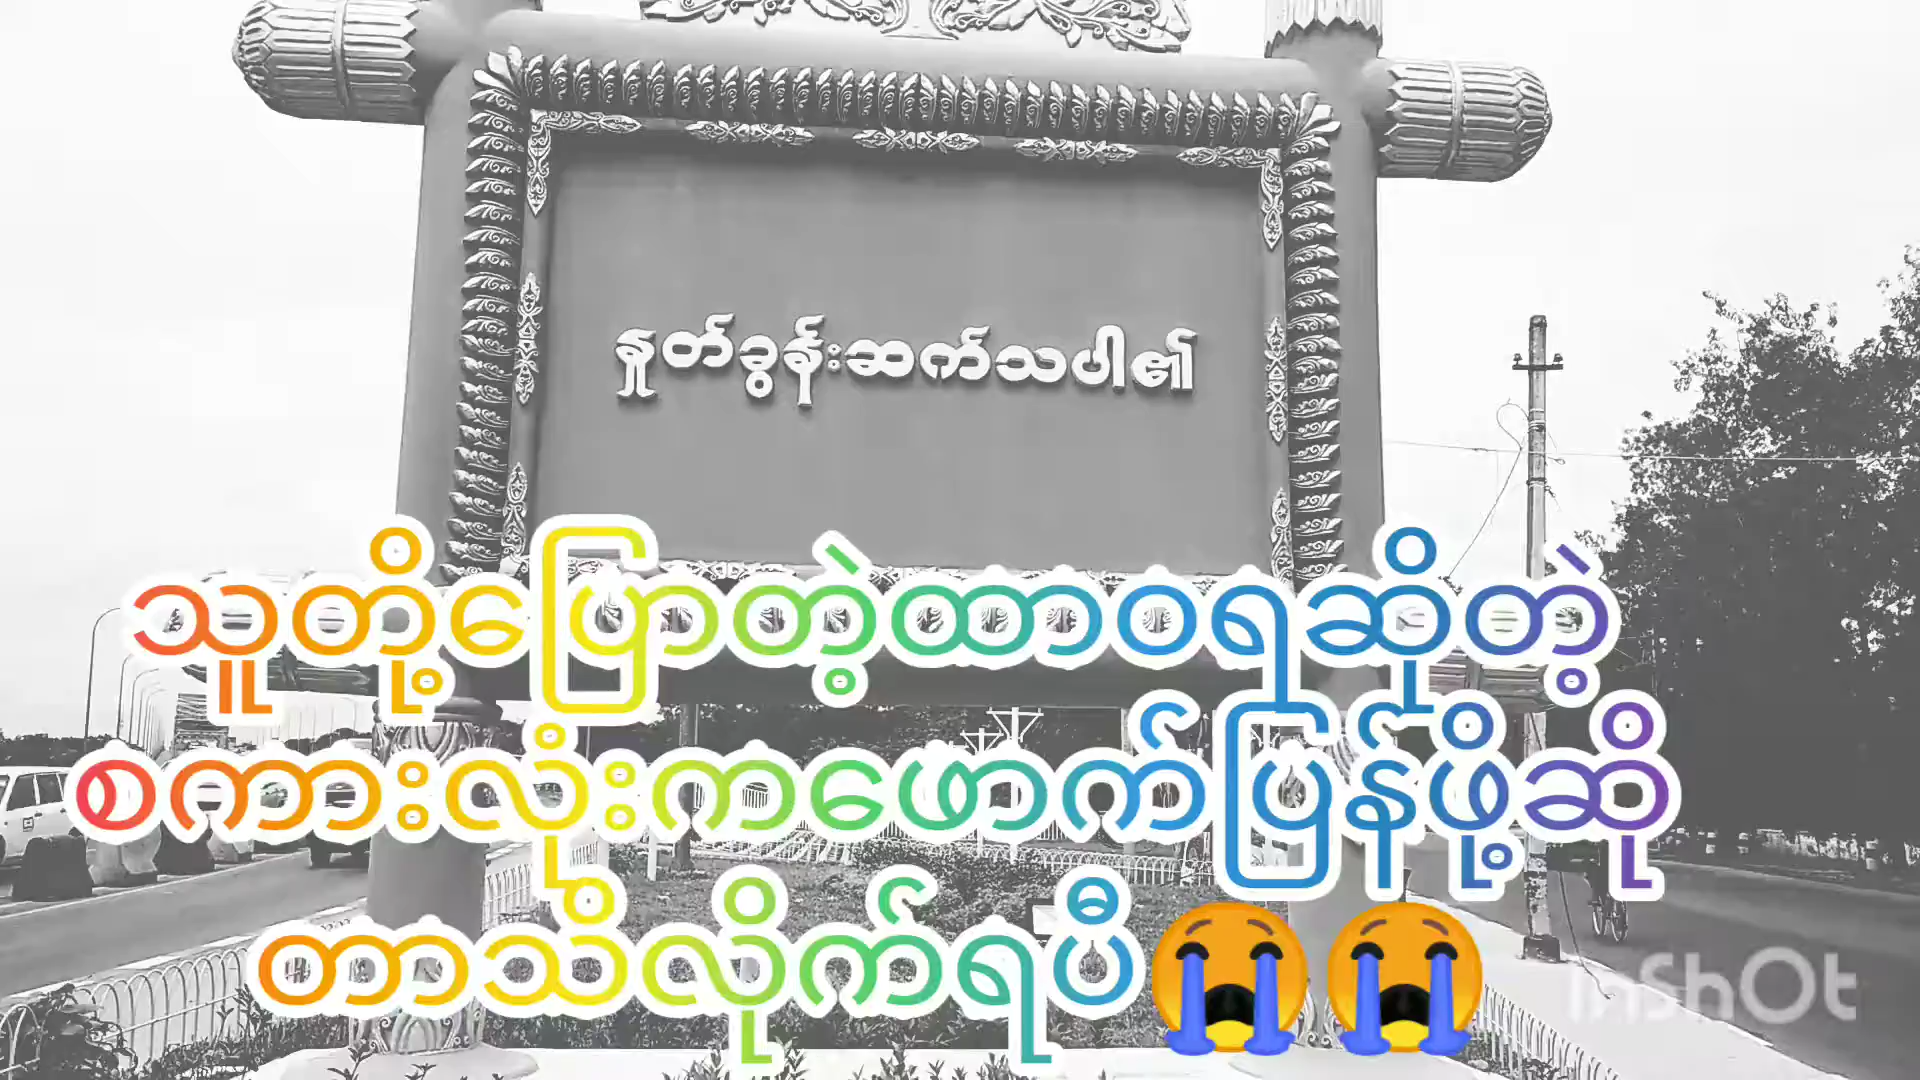 နှုတ်ခွန်းဆက်သပါ၏
သူတို့ပြောတဲ့ထာဝရဆိုတဲ့
စကားလုံးကဖောက်ပြန်ဖို့ဆို
တာသိလိုက်ရပီ😭😭
InShOt